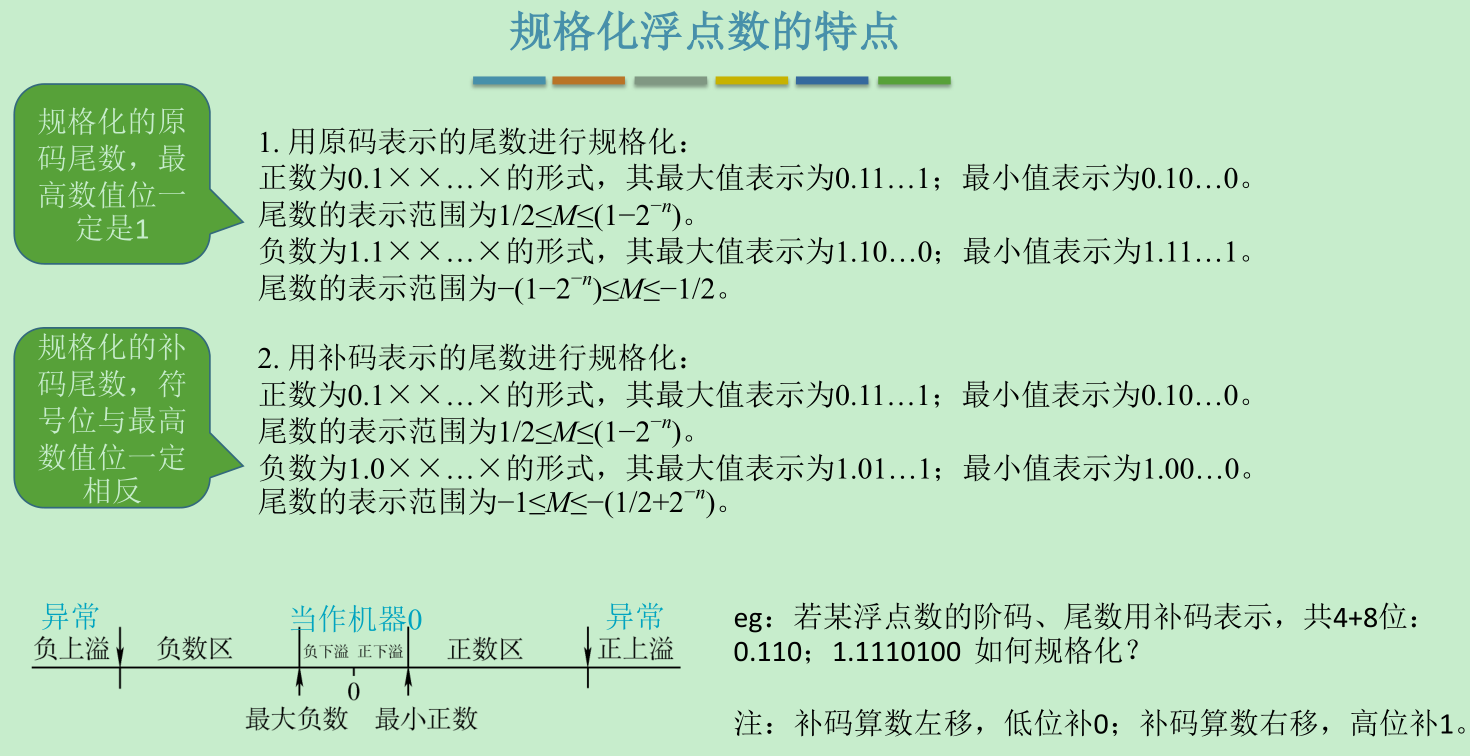 规格化浮点数的特点
规格化的原
码尾数，最
高数值位一
定是1
1. 用原码表示的尾数进行规格化：
正数为0.1××…×的形式，其最大值表示为0.11…1；最小值表示为0.10…0。
尾数的表示范围为1/2≤M≤(1−2⁻ⁿ)。
负数为1.1××…×的形式，其最大值表示为1.10…0；最小值表示为1.11…1。
尾数的表示范围为−(1−2⁻ⁿ)≤M≤−1/2。
规格化的补
码尾数，符
号位与最高
数值位一定
相反
2. 用补码表示的尾数进行规格化：
正数为0.1××…×的形式，其最大值表示为0.11…1；最小值表示为0.10…0。
尾数的表示范围为1/2≤M≤(1−2⁻ⁿ)。
负数为1.0××…×的形式，其最大值表示为1.01…1；最小值表示为1.00…0。
尾数的表示范围为−1≤M≤−(1/2+2⁻ⁿ)。
异常 当作机器0 异常
负上溢 负数区 负下溢 正下溢 正数区 正上溢
0
最大负数 最小正数
eg：若某浮点数的阶码、尾数用补码表示，共4+8位：
0.110；1.1110100 如何规格化？
注：补码算数左移，低位补0；补码算数右移，高位补1。